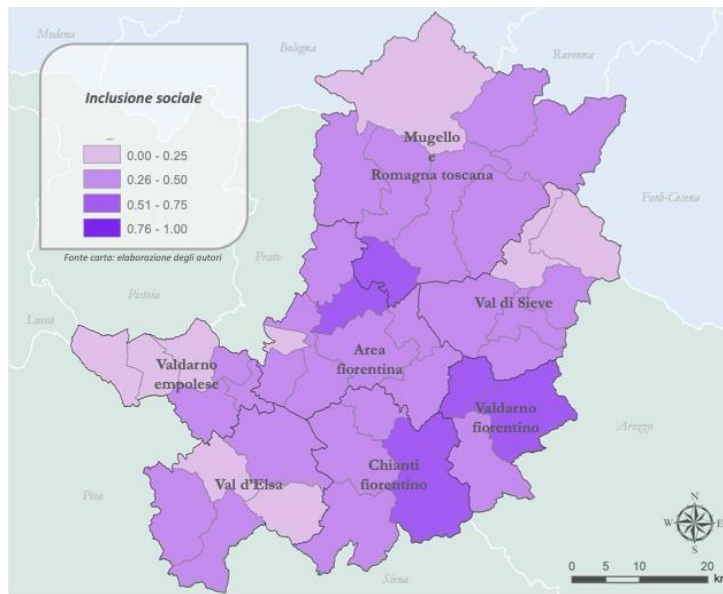 Modena
Bologna
Ravenna
Inclusione sociale
0.00 - 0.25
0.26 - 0.50
0.51 - 0.75
0.76 - 1.00
Fonte carta: elaborazione degli autori
Mugello
e
Romagna toscana
Forlì-Cesena
Prato
Pistoia
Lucca
Val di Sieve
Area
fiorentina
Valdarno
empolese
Valdarno
fiorentino
Arezzo
Chianti
fiorentino
Val d'Elsa
Pisa
Siena
N
W
E
S
0 5 10 20
km